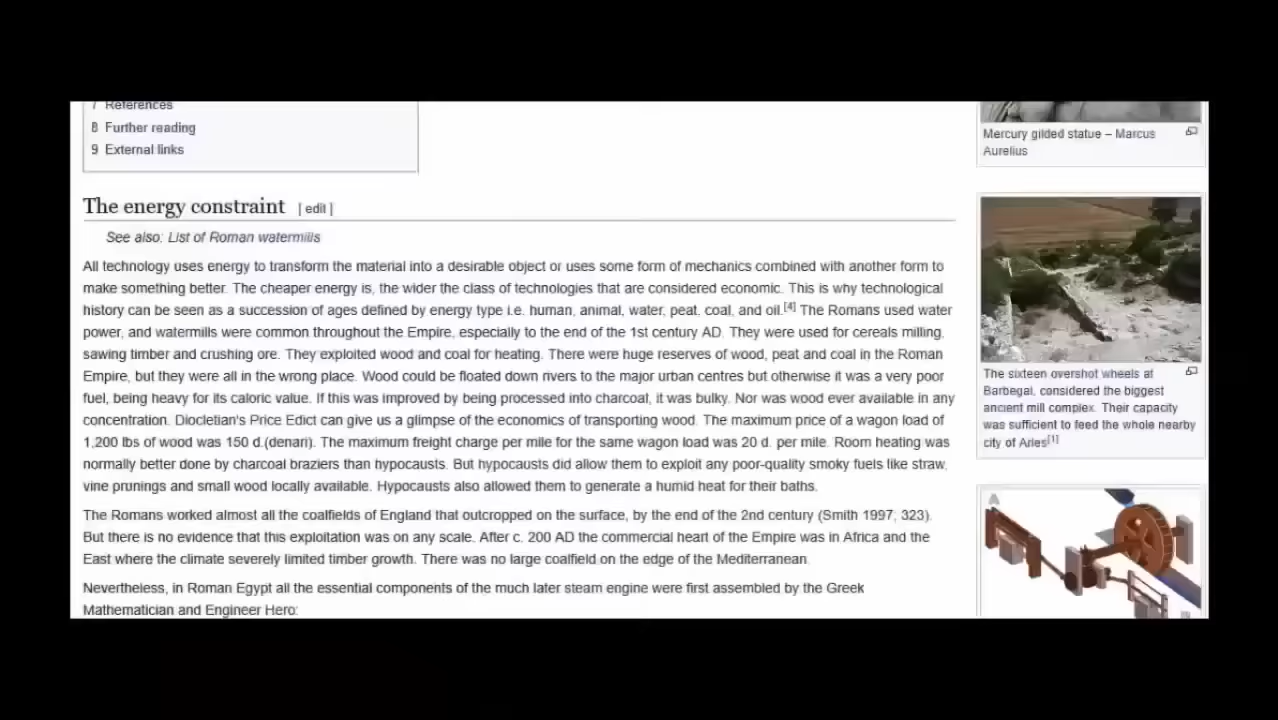 7 References
8 Further reading
9 External links
The energy constraint [ edit ]
See also: List of Roman watermills
All technology uses energy to transform the material into a desirable object or uses some form of mechanics combined with another form to
make something better. The cheaper energy is, the wider the class of technologies that are considered economic. This is why technological
history can be seen as a succession of ages defined by energy type i.e. human, animal, water, peat, coal, and oil.[4] The Romans used water
power, and watermills were common throughout the Empire, especially to the end of the 1st century AD. They were used for cereals milling,
sawing timber and crushing ore. They exploited wood and coal for heating. There were huge reserves of wood, peat and coal in the Roman
Empire, but they were all in the wrong place. Wood could be floated down rivers to the major urban centres but otherwise it was a very poor
fuel, being heavy for its caloric value. If this was improved by being processed into charcoal, it was bulky. Nor was wood ever available in any
concentration. Diocletian's Price Edict can give us a glimpse of the economics of transporting wood. The maximum price of a wagon load of
1,200 lbs of wood was 150 d.(denari). The maximum freight charge per mile for the same wagon load was 20 d. per mile. Room heating was
normally better done by charcoal braziers than hypocausts. But hypocausts did allow them to exploit any poor-quality smoky fuels like straw,
vine prunings and small wood locally available. Hypocausts also allowed them to generate a humid heat for their baths.
The Romans worked almost all the coalfields of England that outcropped on the surface, by the end of the 2nd century (Smith 1997; 323).
But there is no evidence that this exploitation was on any scale. After c. 200 AD the commercial heart of the Empire was in Africa and the
East where the climate severely limited timber growth. There was no large coalfield on the edge of the Mediterranean.
Nevertheless, in Roman Egypt all the essential components of the much later steam engine were first assembled by the Greek
Mathematician and Engineer Hero:
Mercury gilded statue – Marcus
Aurelius
The sixteen overshot wheels at
Barbegal, considered the biggest
ancient mill complex. Their capacity
was sufficient to feed the whole nearby
city of Arles[1]